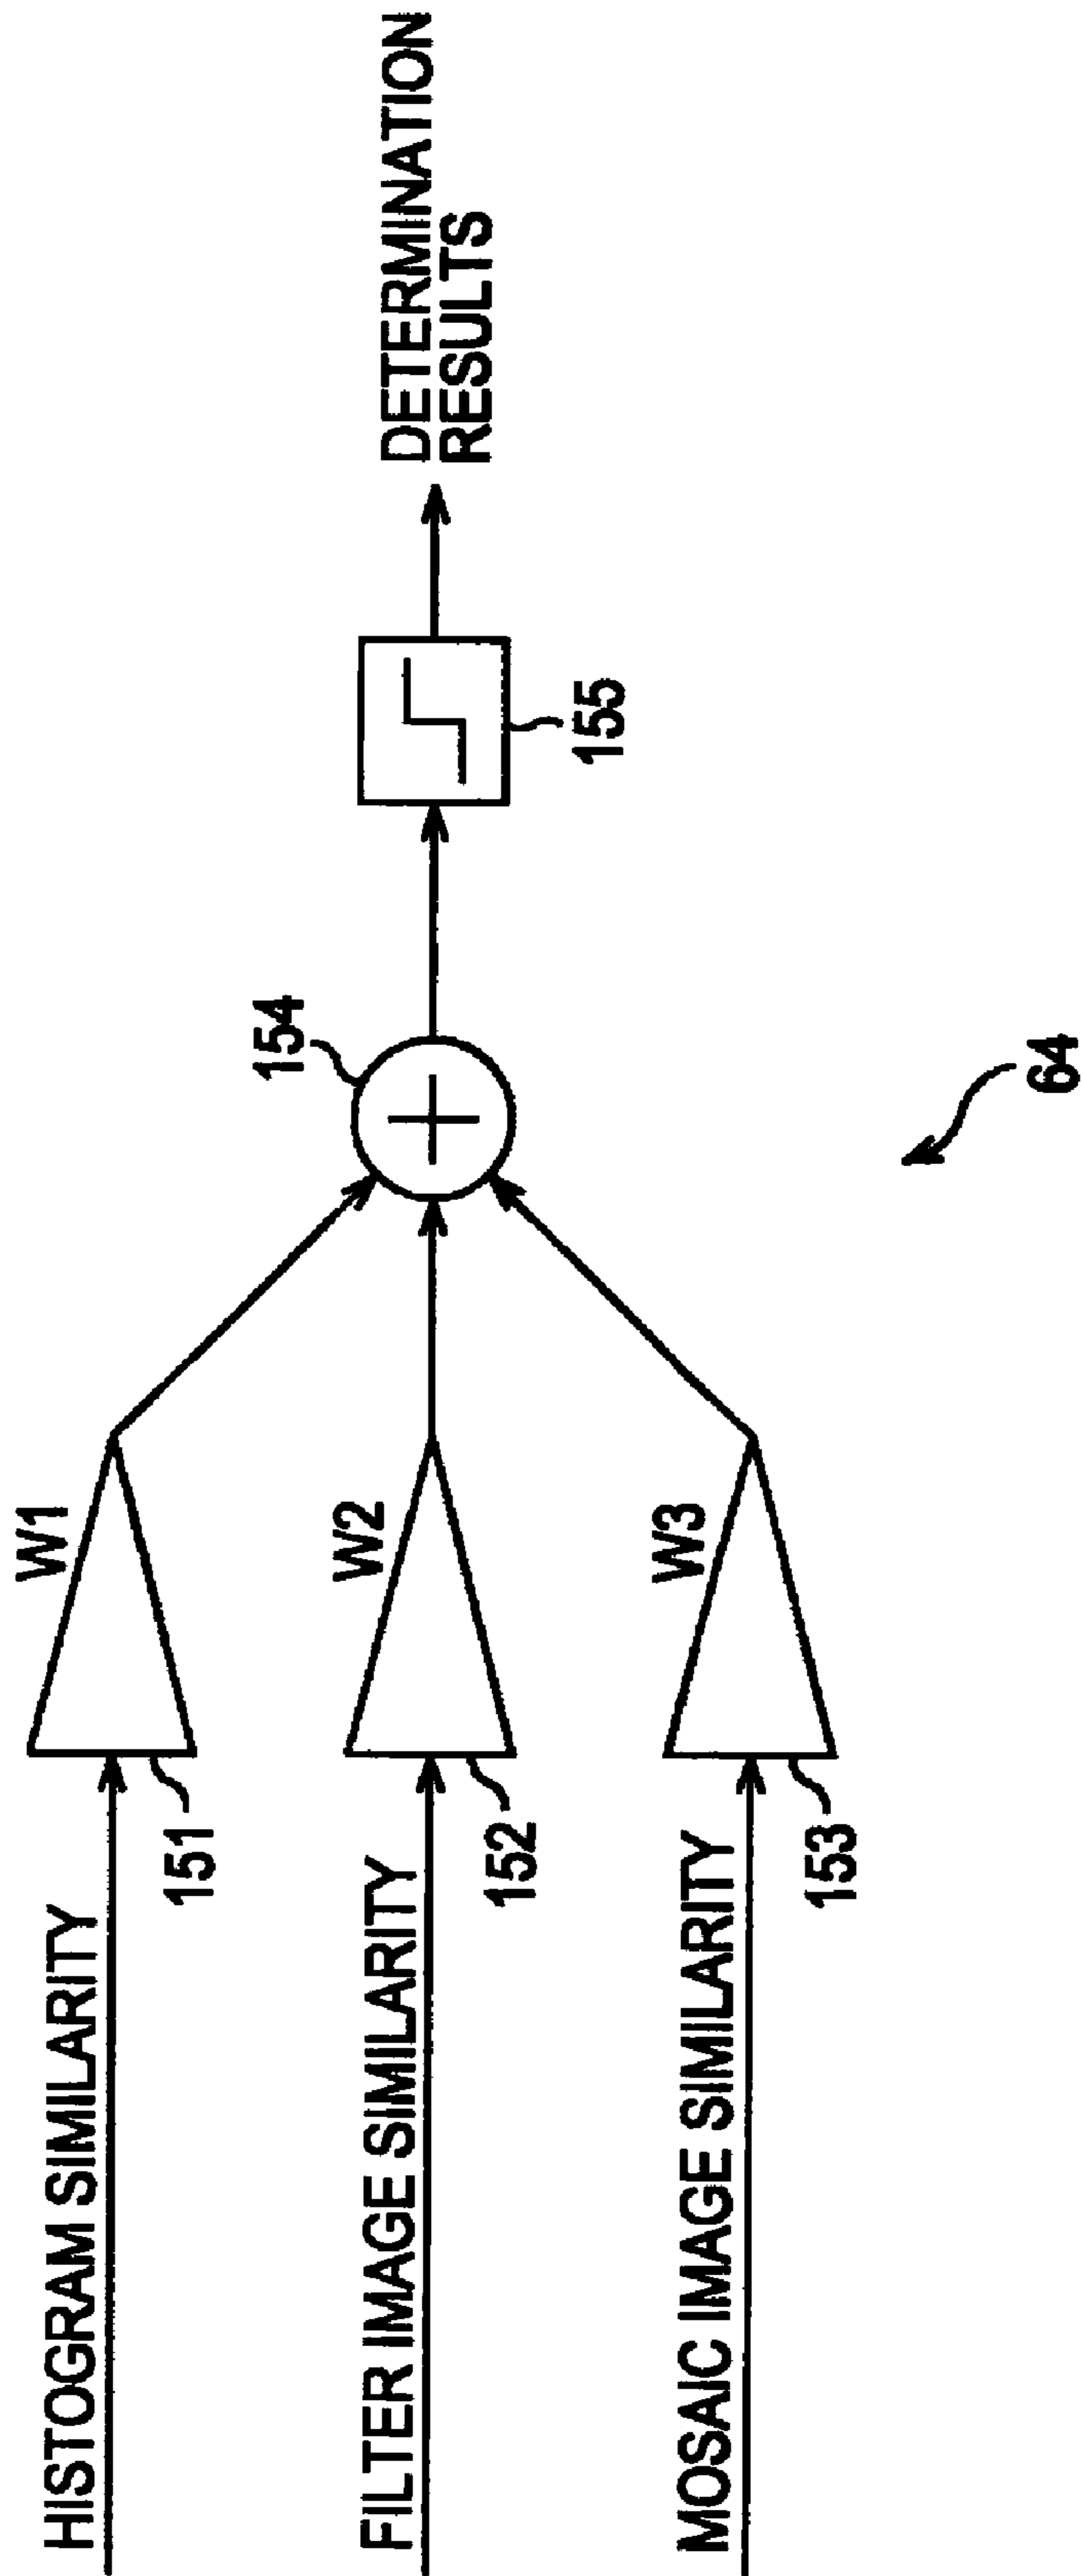 HISTOGRAM SIMILARITY
151
W1
FILTER IMAGE SIMILARITY
152
W2
MOSAIC IMAGE SIMILARITY
153
W3
154
155
DETERMINATION
RESULTS
64